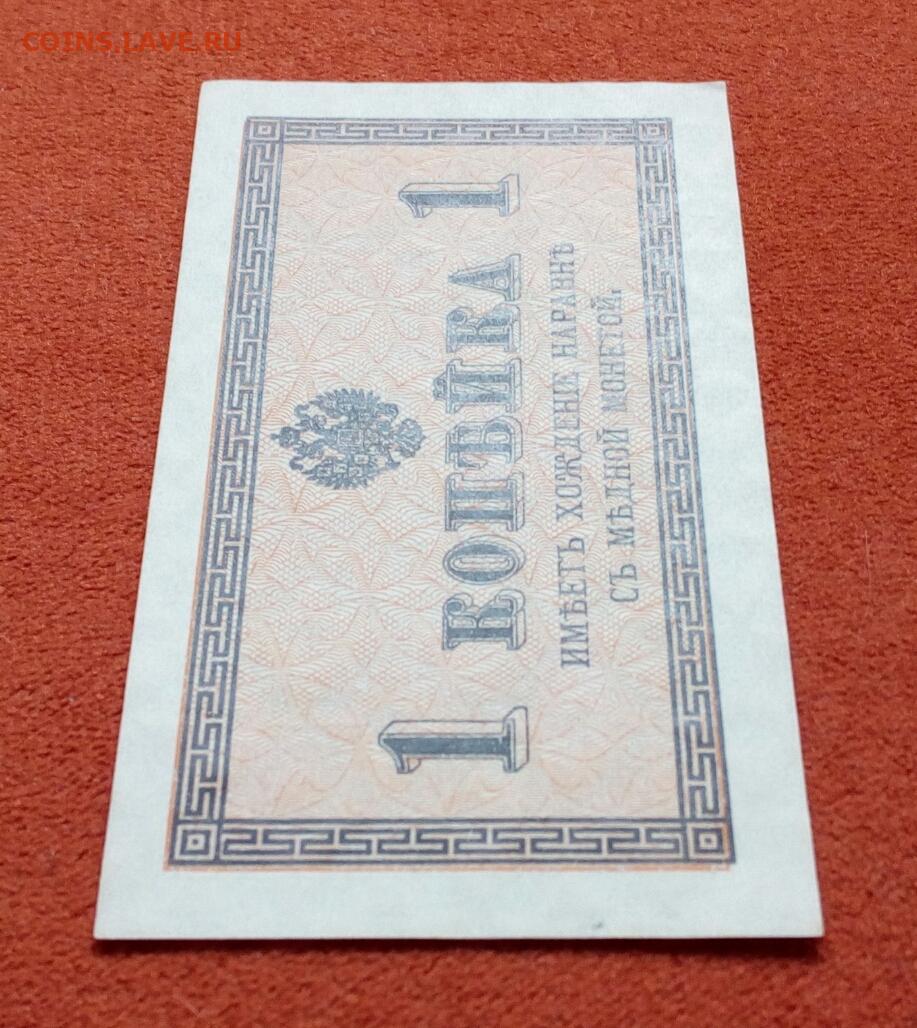 COINS.LAVE.RU
1 КОПѢЙКА 1
ИМѢЕТЪ ХОЖДЕНІЕ НАРАВНѢ
СЪ МѢДНОЙ МОНЕТОЙ.